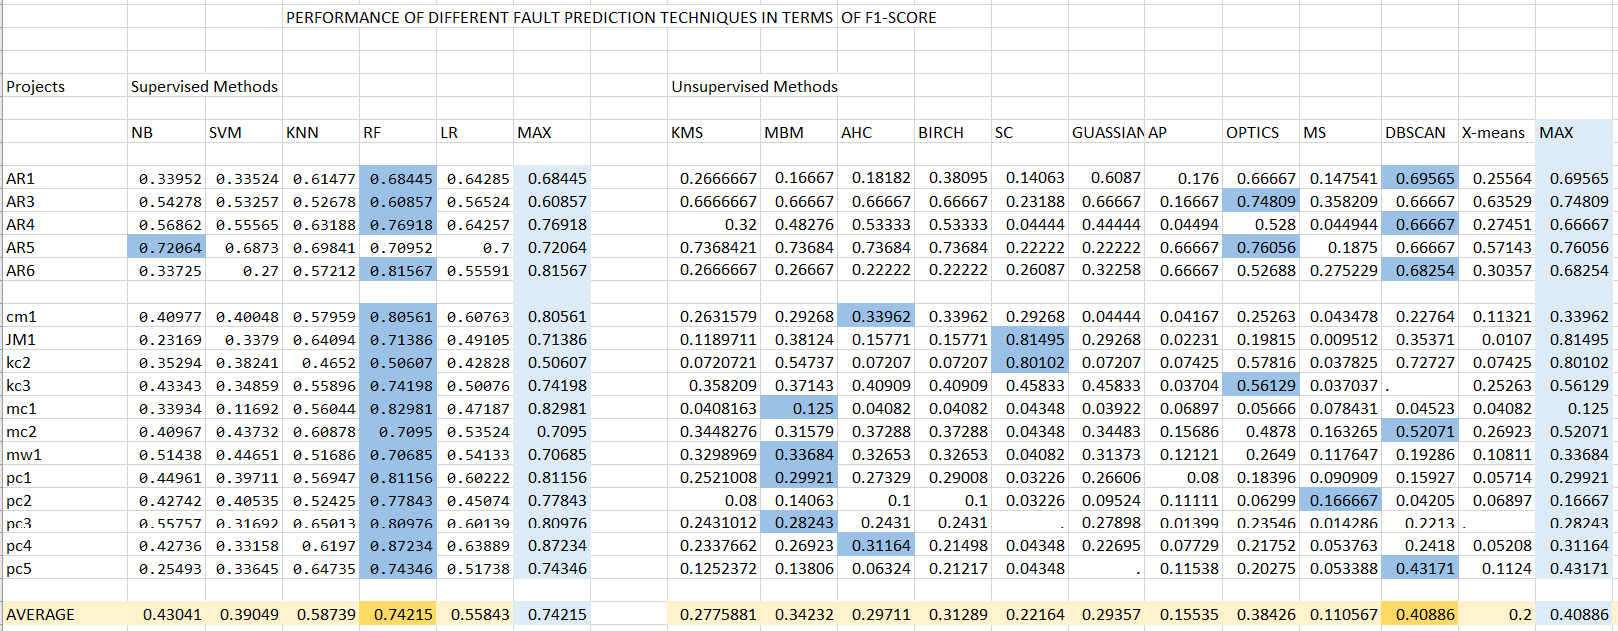 PERFORMANCE OF DIFFERENT FAULT PREDICTION TECHNIQUES IN TERMS OF F1-SCORE
Projects Supervised Methods Unsupervised Methods
NB SVM KNN RF LR MAX KMS MBM AHC BIRCH SC GUASSIAN AP OPTICS MS DBSCAN X-means MAX
AR1 0.33952 0.33524 0.61477 0.68445 0.64285 0.68445 0.2666667 0.16667 0.18182 0.38095 0.14063 0.6087 0.176 0.66667 0.147541 0.69565 0.25564 0.69565
AR3 0.54278 0.53257 0.52678 0.60857 0.56524 0.60857 0.6666667 0.66667 0.66667 0.66667 0.23188 0.66667 0.16667 0.74809 0.358209 0.66667 0.63529 0.74809
AR4 0.56862 0.55565 0.63188 0.76918 0.64257 0.76918 0.32 0.48276 0.53333 0.53333 0.04444 0.44444 0.04494 0.528 0.044944 0.66667 0.27451 0.66667
AR5 0.72064 0.6873 0.69841 0.70952 0.7 0.72064 0.7368421 0.73684 0.73684 0.73684 0.22222 0.22222 0.66667 0.76056 0.1875 0.66667 0.57143 0.76056
AR6 0.33725 0.27 0.57212 0.81567 0.55591 0.81567 0.2666667 0.26667 0.22222 0.22222 0.26087 0.32258 0.66667 0.52688 0.275229 0.68254 0.30357 0.68254
cm1 0.40977 0.40048 0.57959 0.80561 0.60763 0.80561 0.2631579 0.29268 0.33962 0.33962 0.29268 0.04444 0.04167 0.25263 0.043478 0.22764 0.11321 0.33962
JM1 0.23169 0.3379 0.64094 0.71386 0.49105 0.71386 0.1189711 0.38124 0.15771 0.15771 0.81495 0.29268 0.02231 0.19815 0.009512 0.35371 0.0107 0.81495
kc2 0.35294 0.38241 0.4652 0.50607 0.42828 0.50607 0.0720721 0.54737 0.07207 0.07207 0.80102 0.07207 0.07425 0.57816 0.037825 0.72727 0.07425 0.80102
kc3 0.43343 0.34859 0.55896 0.74198 0.50076 0.74198 0.358209 0.37143 0.40909 0.40909 0.45833 0.45833 0.03704 0.56129 0.037037 . 0.25263 0.56129
mc1 0.33934 0.11692 0.56044 0.82981 0.47187 0.82981 0.0408163 0.125 0.04082 0.04082 0.04348 0.03922 0.06897 0.05666 0.078431 0.04523 0.04082 0.125
mc2 0.40967 0.43732 0.60878 0.7095 0.53524 0.7095 0.3448276 0.31579 0.37288 0.37288 0.04348 0.34483 0.15686 0.4878 0.163265 0.52071 0.26923 0.52071
mw1 0.51438 0.44651 0.51686 0.70685 0.54133 0.70685 0.3298969 0.33684 0.32653 0.32653 0.04082 0.31373 0.12121 0.2649 0.117647 0.19286 0.10811 0.33684
pc1 0.44961 0.39711 0.56947 0.81156 0.60222 0.81156 0.2521008 0.29921 0.27329 0.29008 0.03226 0.26606 0.08 0.18396 0.090909 0.15927 0.05714 0.29921
pc2 0.42742 0.40535 0.52425 0.77843 0.45074 0.77843 0.08 0.14063 0.1 0.1 0.03226 0.09524 0.11111 0.06299 0.166667 0.04205 0.06897 0.16667
pc3 0.55757 0.31692 0.65013 0.80976 0.60139 0.80976 0.2431012 0.28243 0.2431 0.2431 . 0.27898 0.01399 0.23546 0.014286 0.2213 . 0.28243
pc4 0.42736 0.33158 0.6197 0.87234 0.63889 0.87234 0.2337662 0.26923 0.31164 0.21498 0.04348 0.22695 0.07729 0.21752 0.053763 0.2418 0.05208 0.31164
pc5 0.25493 0.33645 0.64735 0.74346 0.51738 0.74346 0.1252372 0.13806 0.06324 0.21217 0.04348 . 0.11538 0.20275 0.053388 0.43171 0.1124 0.43171
AVERAGE 0.43041 0.39049 0.58739 0.74215 0.55843 0.74215 0.2775881 0.34232 0.29711 0.31289 0.22164 0.29357 0.15535 0.38426 0.110567 0.40886 0.2 0.40886